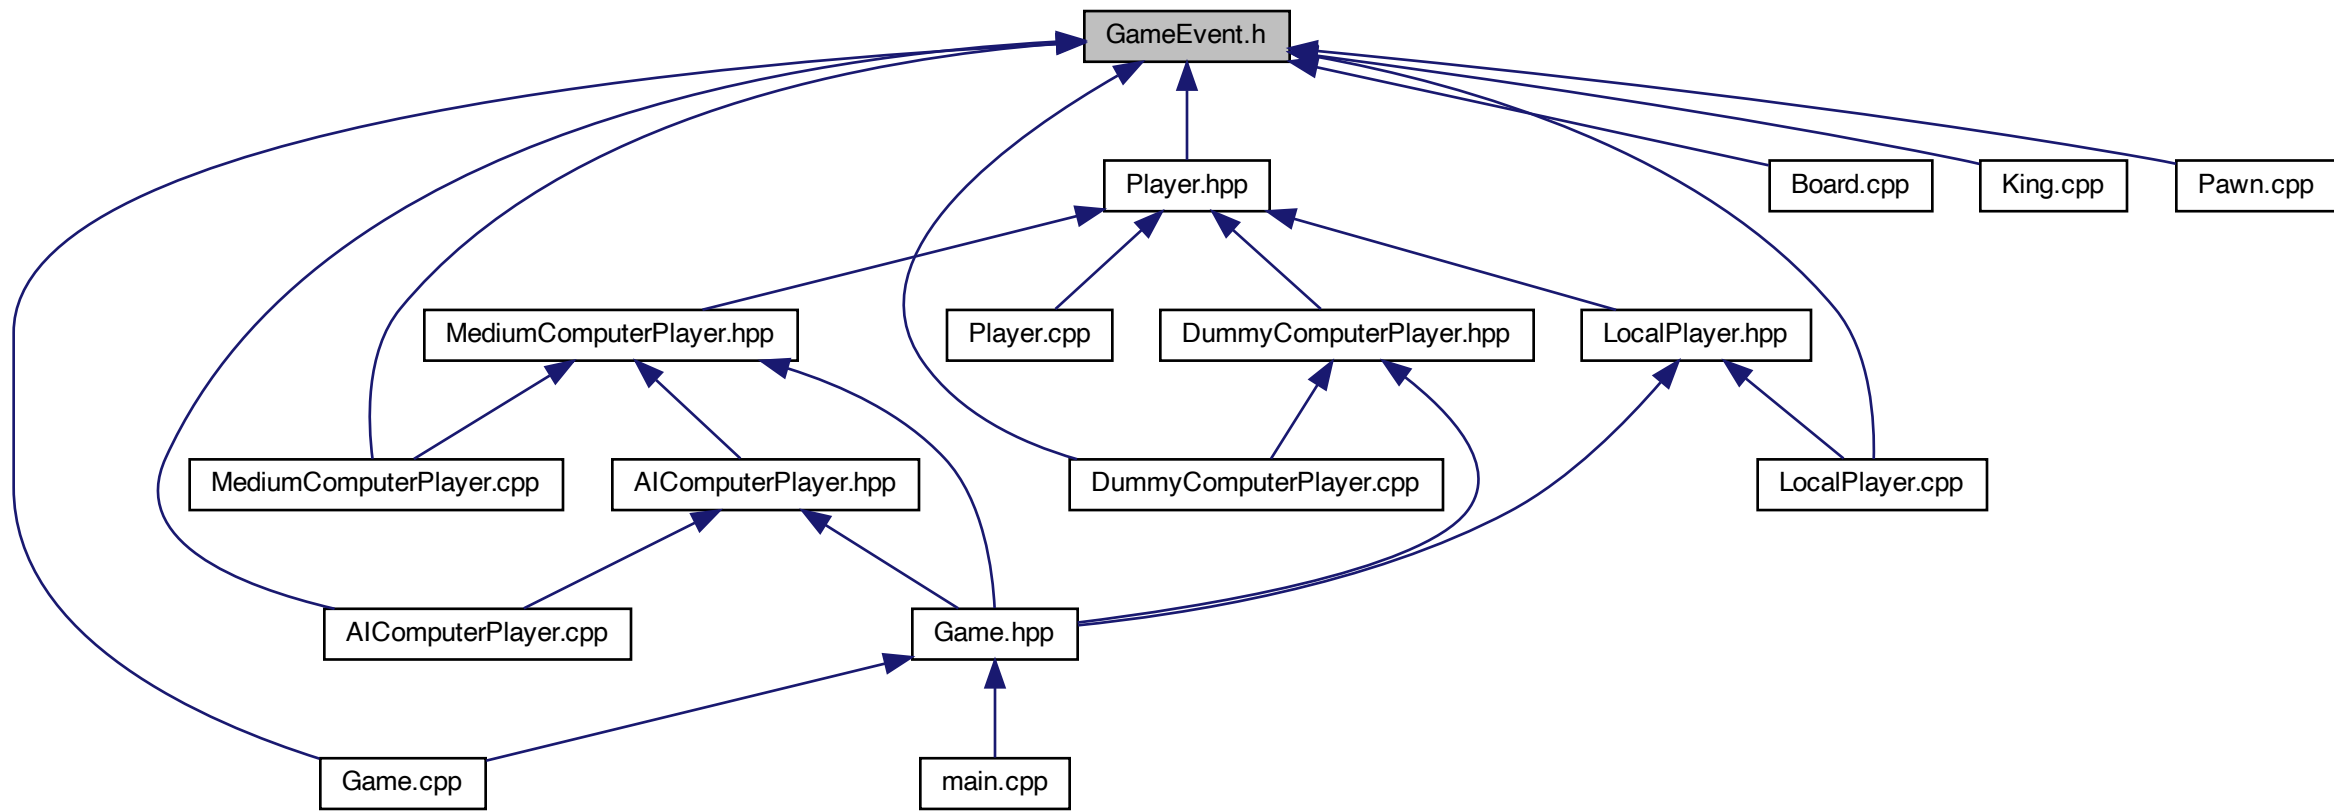 GameEvent.h
Player.hpp
Board.cpp
King.cpp
Pawn.cpp
MediumComputerPlayer.hpp
Player.cpp
DummyComputerPlayer.hpp
LocalPlayer.hpp
MediumComputerPlayer.cpp
AIComputerPlayer.hpp
DummyComputerPlayer.cpp
LocalPlayer.cpp
AIComputerPlayer.cpp
Game.hpp
Game.cpp
main.cpp